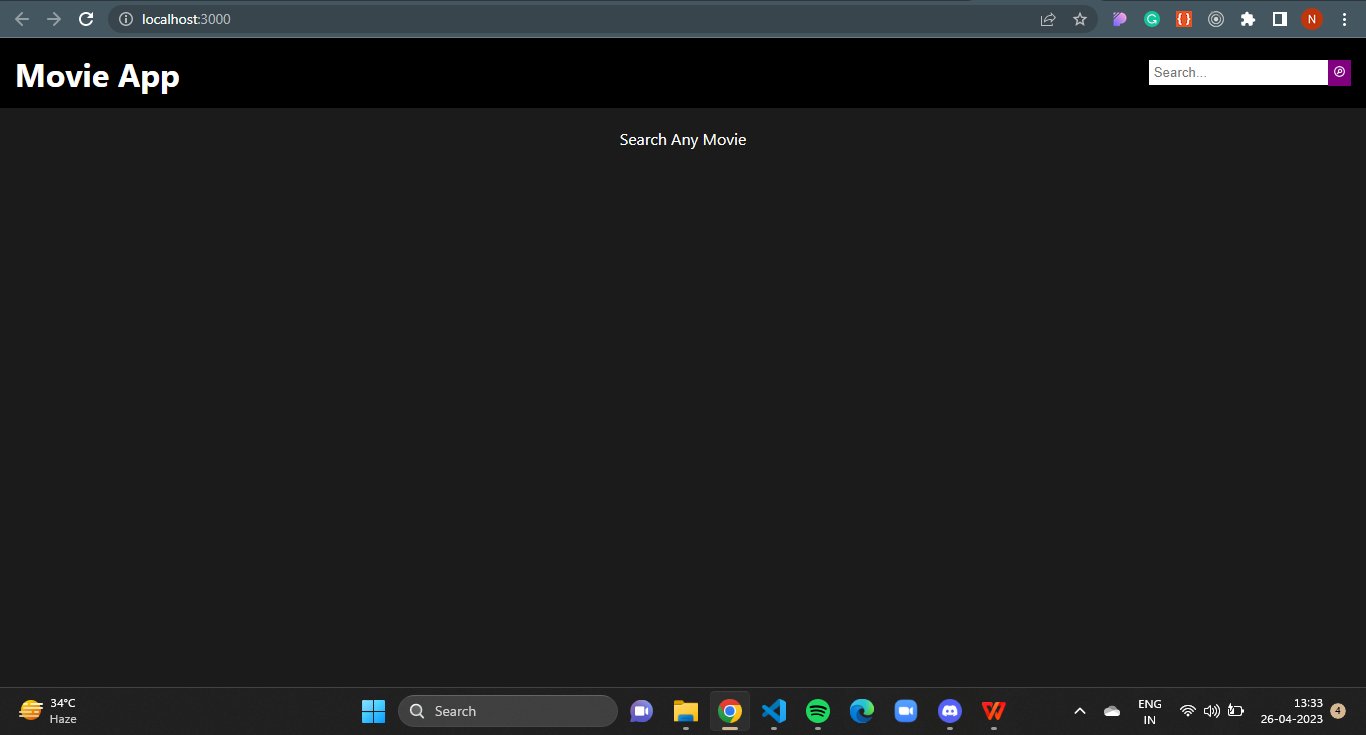 localhost:3000
N
Movie App
Search...
Search Any Movie
34°C
Haze
Search
ENG
IN
13:33
26-04-2023
4